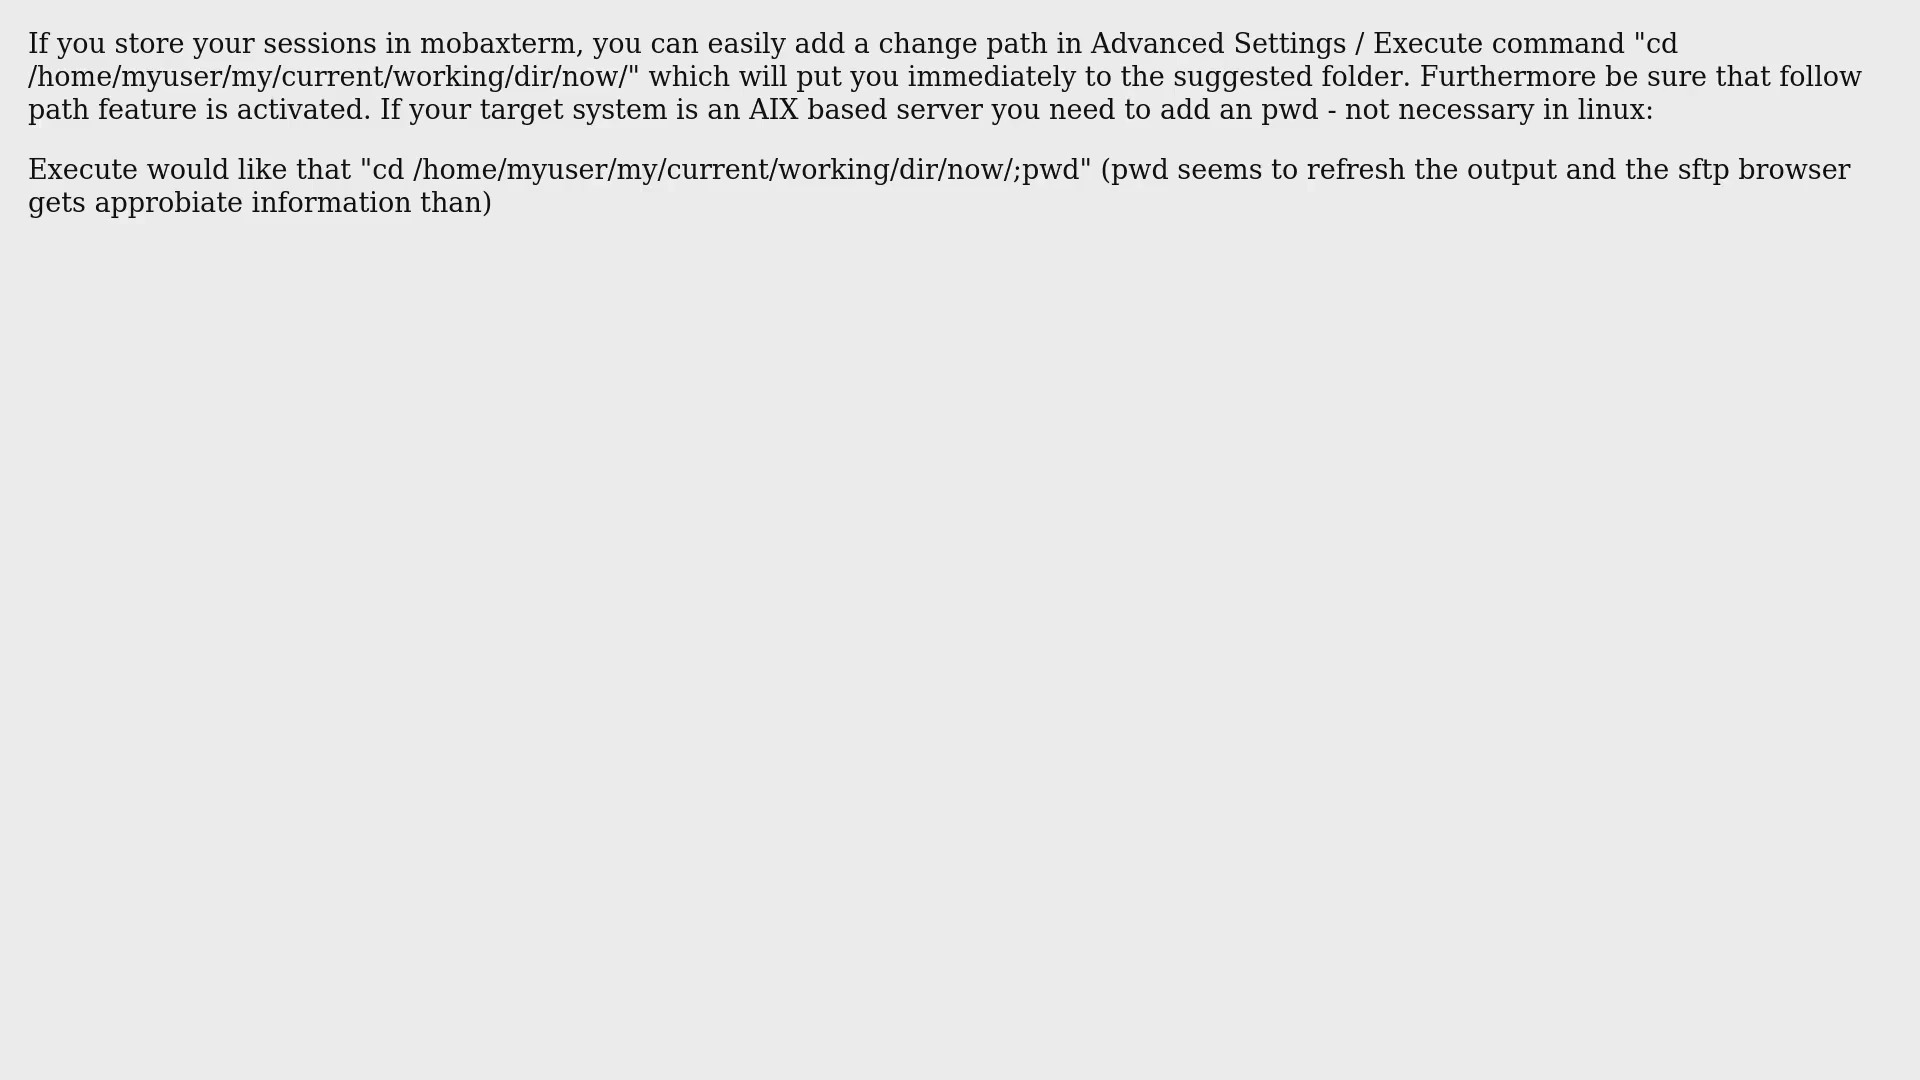 If you store your sessions in mobaxterm, you can easily add a change path in Advanced Settings / Execute command "cd
/home/myuser/my/current/working/dir/now/" which will put you immediately to the suggested folder. Furthermore be sure that follow
path feature is activated. If your target system is an AIX based server you need to add an pwd - not necessary in linux:
Execute would like that "cd /home/myuser/my/current/working/dir/now/;pwd" (pwd seems to refresh the output and the sftp browser
gets approbiate information than)